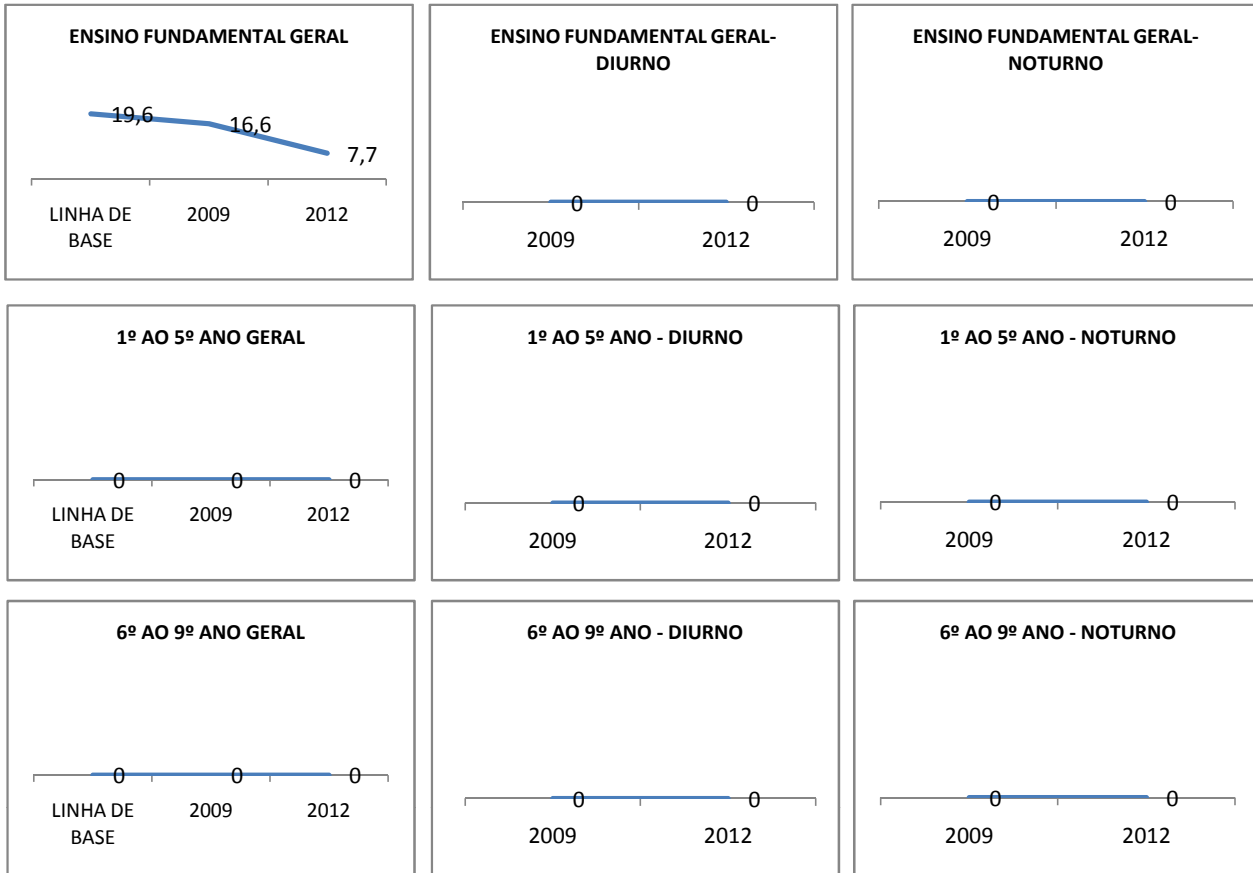 ENSINO FUNDAMENTAL GERAL
19,6
16,6
7,7
LINHA DE
BASE
2009
2012
ENSINO FUNDAMENTAL GERAL-
DIURNO
0
0
2009
2012
ENSINO FUNDAMENTAL GERAL-
NOTURNO
0
0
2009
2012
1º AO 5º ANO GERAL
0
0
0
LINHA DE
BASE
2009
2012
1º AO 5º ANO - DIURNO
0
0
2009
2012
1º AO 5º ANO - NOTURNO
0
0
2009
2012
6º AO 9º ANO GERAL
0
0
0
LINHA DE
BASE
2009
2012
6º AO 9º ANO - DIURNO
0
0
2009
2012
6º AO 9º ANO - NOTURNO
0
0
2009
2012